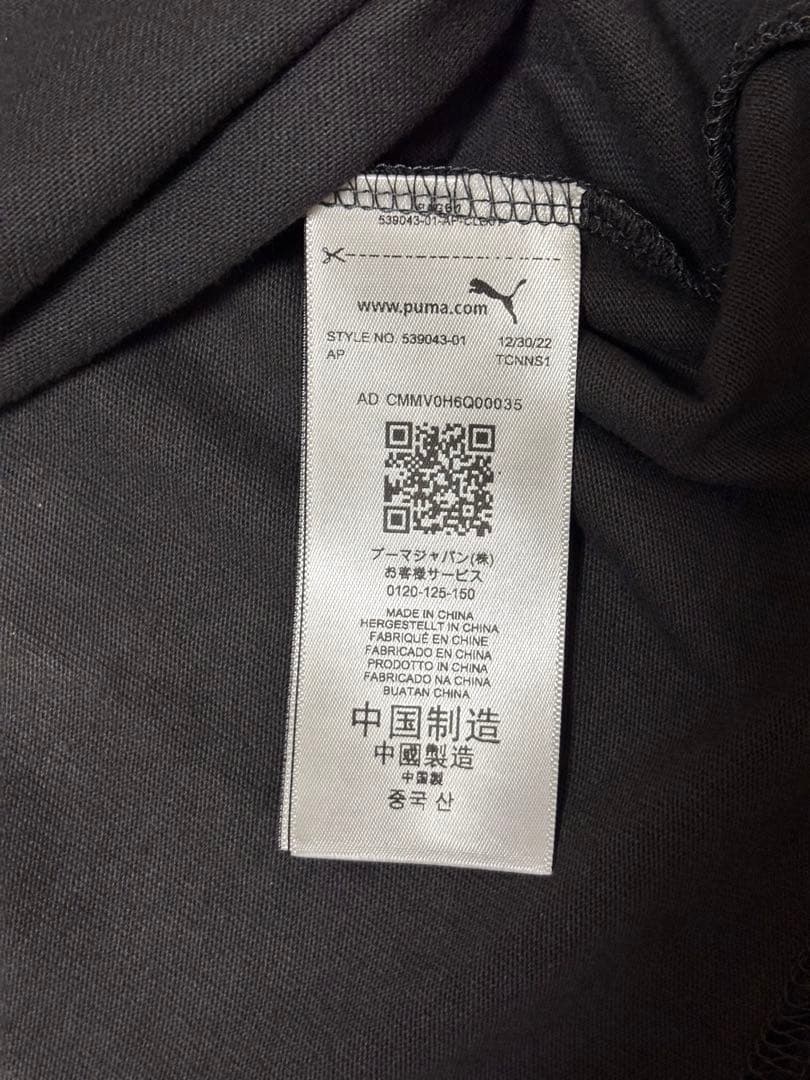 539043-01-AP-CLB01
www.puma.com
STYLE NO. 539043-01 12/30/22
AP TCNNS1
AD CMMV0H6Q00035
プーマジャパン(株)
お客様サービス
0120-125-150
MADE IN CHINA
HERGESTELLT IN CHINA
FABRIQUÉ EN CHINE
FABRICADO EN CHINA
PRODOTTO IN CHINA
FABRICADO NA CHINA
BUATAN CHINA
中国制造
中國製造
中国製
중국 산